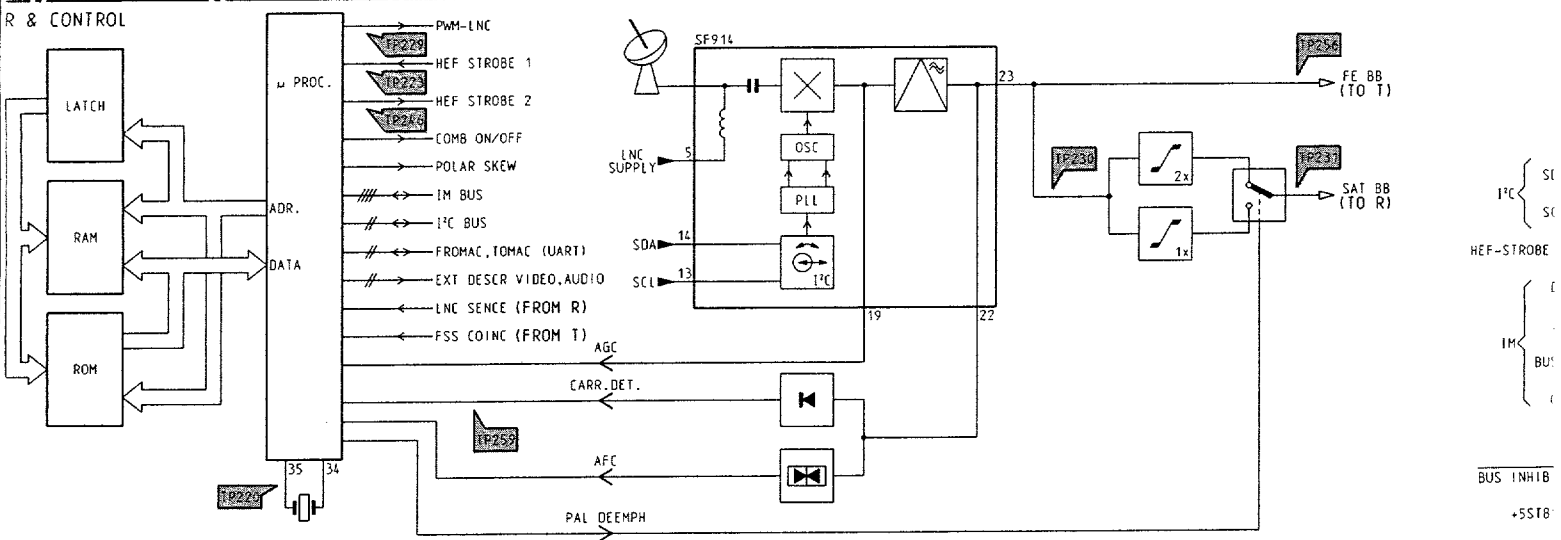 R & CONTROL
LATCH
RAM
ROM
µ PROC.
ADR.
DATA
35
34
TP220
PWM-LNC
TP229
HEF STROBE 1
TP223
HEF STROBE 2
TP246
COMB ON/OFF
POLAR SKEW
IM BUS
I²C BUS
FROMAC,TOMAC (UART)
EXT DESCR VIDEO,AUDIO
LNC SENCE (FROM R)
FSS COINC (FROM T)
AGC
CARR.DET.
TP259
AFC
PAL DEEMPH
SF914
LNC
SUPPLY
5
OSC
PLL
SDA
14
SCL
13
I²C
19
22
23
TP256
FE BB
(TO T)
TP230
2x
1x
TP237
SAT BB
(TO R)
I²C
HEF-STROBE
IM
BUS INHIB
+5STB